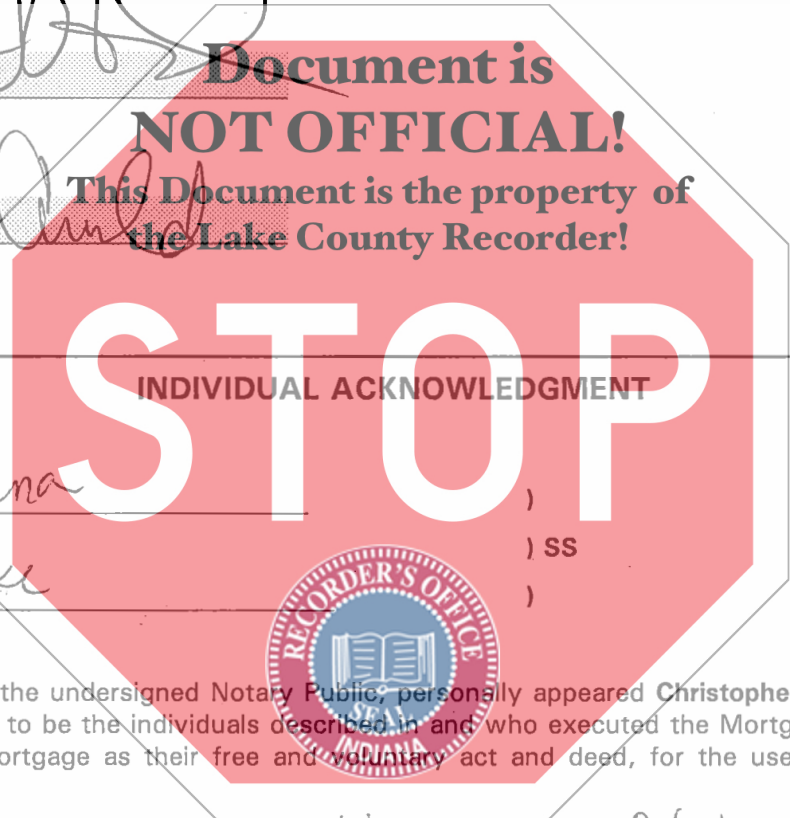 Document is
NOT OFFICIAL!
This Document is the property of
the Lake County Recorder!
STOP
INDIVIDUAL ACKNOWLEDGMENT
na
)
) SS
)
RECORDER'S OFFICE
SEAL
INDIANA
the undersigned Notary Public, personally appeared Christophe
to be the individuals described in and who executed the Mortg
ortgage as their free and voluntary act and deed, for the use